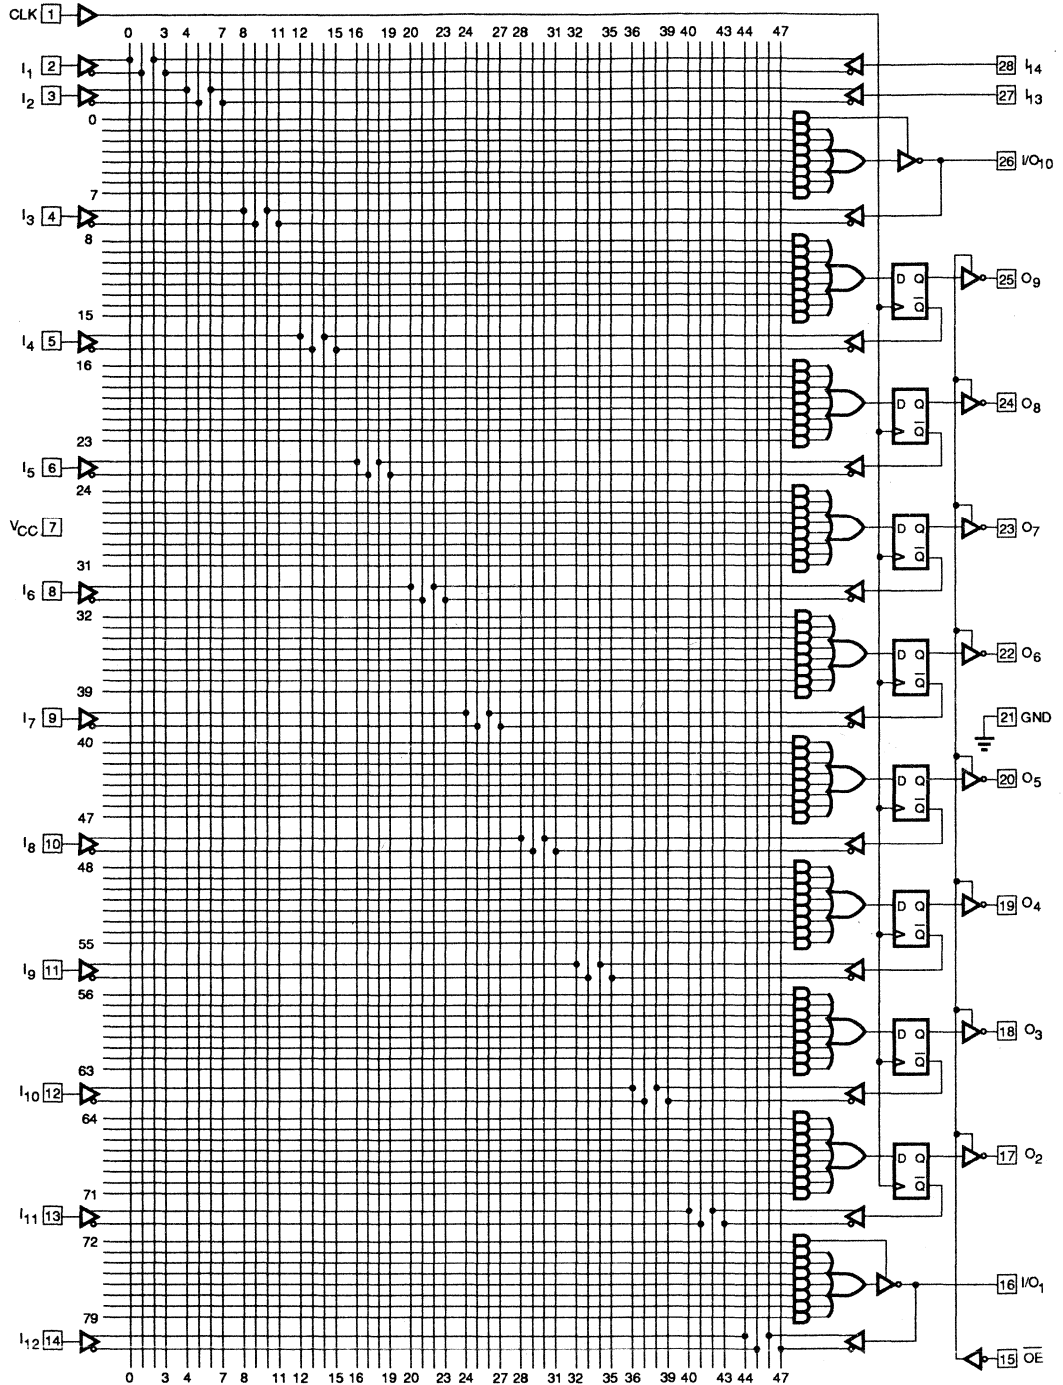 CLK 1
0 3 4 7 8 11 12 15 16 19 20 23 24 27 28 31 32 35 36 39 40 43 44 47
I1 2 28 I14
I2 3 27 I13
0
26 I/O10
7
I3 4
8
D Q 25 O9
Q̅
15
I4 5
16
D Q 24 O8
Q̅
23
I5 6
24
VCC 7 D Q 23 O7
Q̅
31
I6 8
32
D Q 22 O6
Q̅
39
I7 9 21 GND
40
D Q 20 O5
Q̅
47
I8 10
48
D Q 19 O4
Q̅
55
I9 11
56
D Q 18 O3
Q̅
63
I10 12
64
D Q 17 O2
Q̅
71
I11 13
72
16 I/O1
79
I12 14
15 O̅E̅
0 3 4 7 8 11 12 15 16 19 20 23 24 27 28 31 32 35 36 39 40 43 44 47